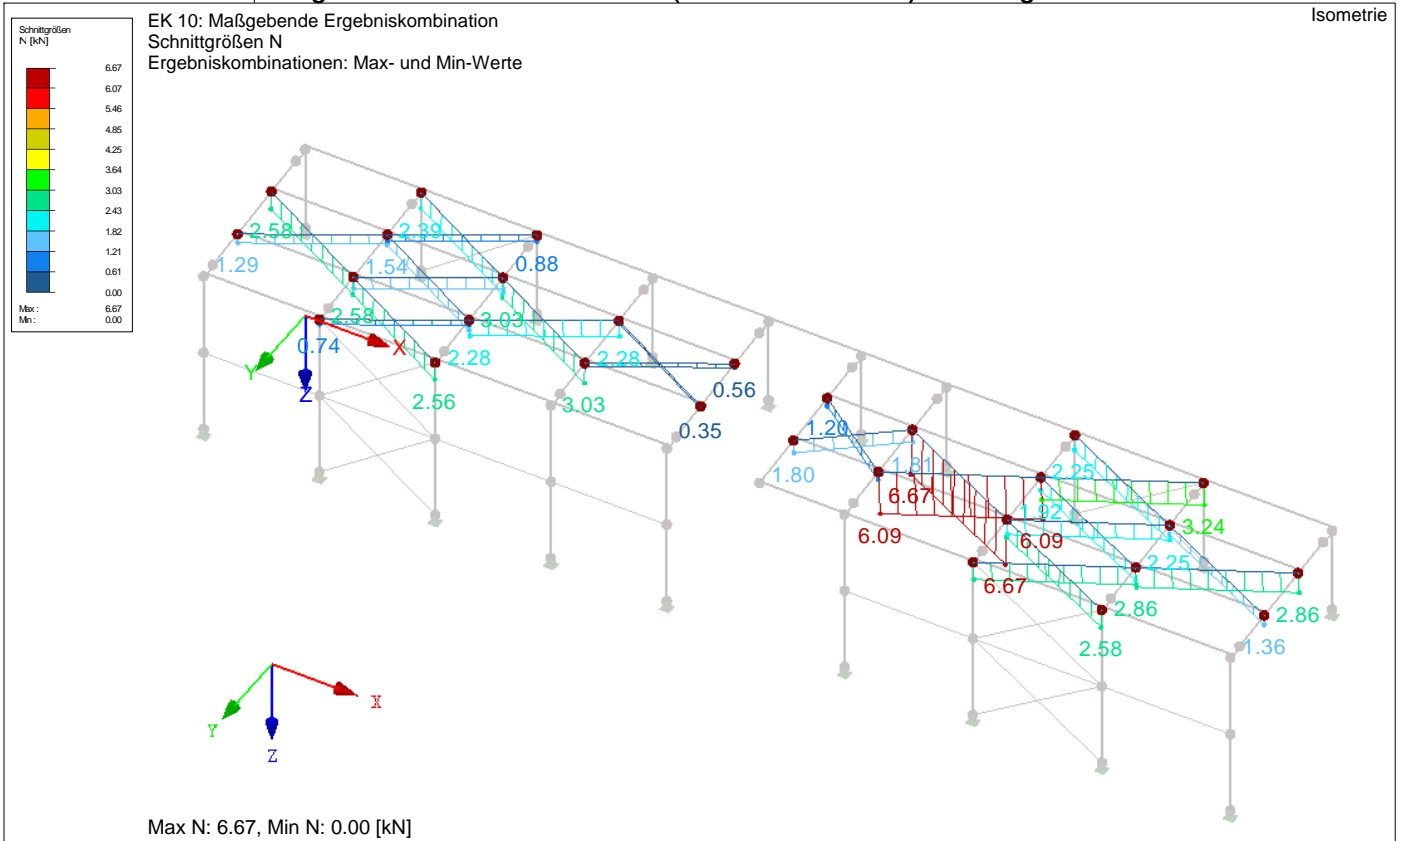 EK 10: Maßgebende Ergebniskombination
Isometrie
Schnittgrößen N
Ergebniskombinationen: Max- und Min-Werte
Schnittgrößen
N [kN]
6.67
6.07
5.46
4.85
4.25
3.64
3.03
2.43
1.82
1.21
0.61
0.00
Max : 6.67
Min : 0.00
2.58
2.39
1.29
1.54
0.88
2.58
3.03
0.74
X
2.28
2.28
Y
Z
2.56
3.03
0.56
0.35
1.20
1.80
1.81
2.25
6.67
1.92
3.24
6.09
6.09
2.25
6.67
2.86
2.86
2.58
1.36
X
Y
Z
Max N: 6.67, Min N: 0.00 [kN]